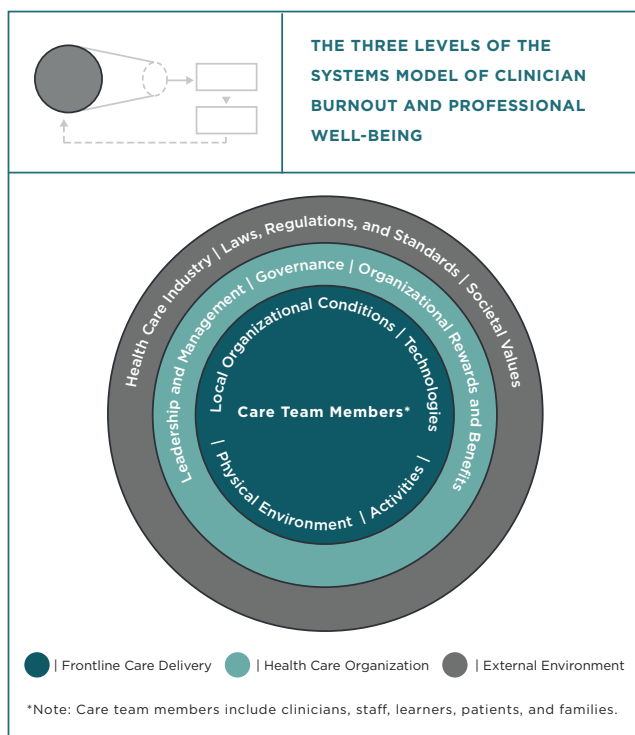 THE THREE LEVELS OF THE
SYSTEMS MODEL OF CLINICIAN
BURNOUT AND PROFESSIONAL
WELL-BEING
Health Care Industry | Laws, Regulations, and Standards | Societal Values
Leadership and Management | Governance | Organizational Rewards and Benefits
Local Organizational Conditions | Technologies
Care Team Members*
| Physical Environment | Activities |
| Frontline Care Delivery
| Health Care Organization
| External Environment
*Note: Care team members include clinicians, staff, learners, patients, and families.